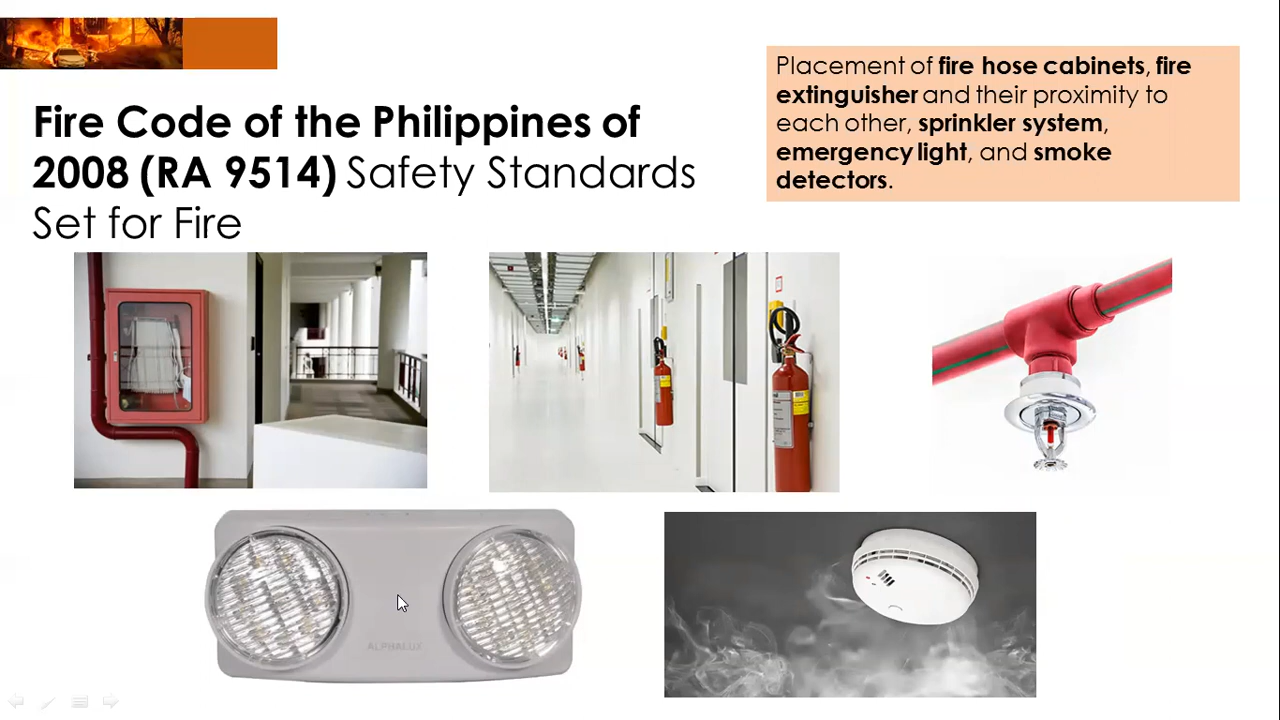 Fire Code of the Philippines of
2008 (RA 9514) Safety Standards
Set for Fire
Placement of fire hose cabinets, fire
extinguisher and their proximity to
each other, sprinkler system,
emergency light, and smoke
detectors.
ALPHALUX